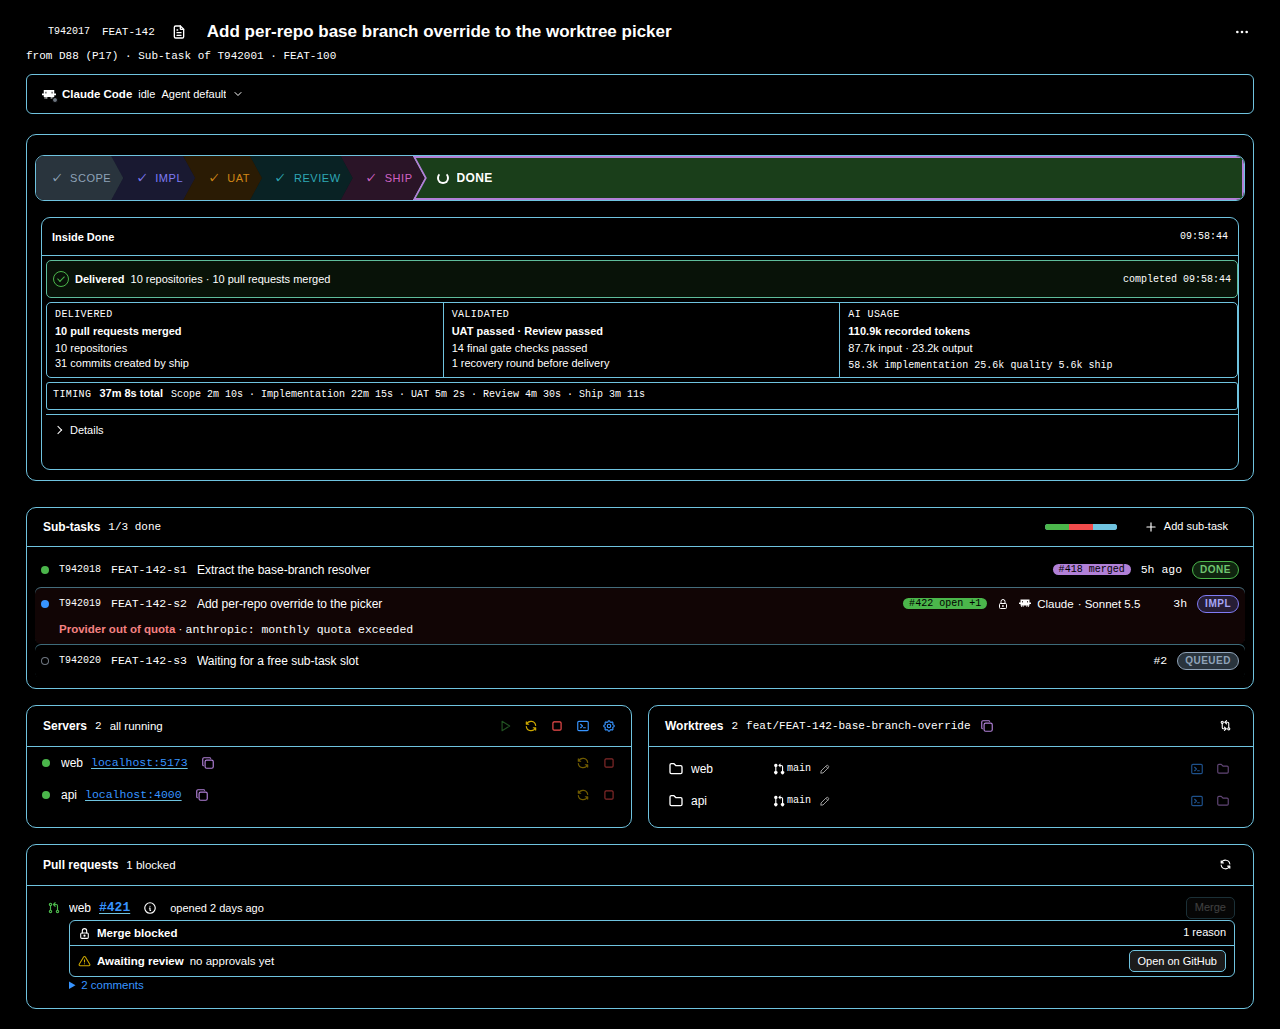 T942017 FEAT-142 Add per-repo base branch override to the worktree picker
from D88 (P17) · Sub-task of T942001 · FEAT-100
Claude Code idle Agent default
SCOPE IMPL UAT REVIEW SHIP DONE
Inside Done 09:58:44
Delivered 10 repositories · 10 pull requests merged completed 09:58:44
DELIVERED
10 pull requests merged
10 repositories
31 commits created by ship
VALIDATED
UAT passed · Review passed
14 final gate checks passed
1 recovery round before delivery
AI USAGE
110.9k recorded tokens
87.7k input · 23.2k output
58.3k implementation 25.6k quality 5.6k ship
TIMING 37m 8s total Scope 2m 10s · Implementation 22m 15s · UAT 5m 2s · Review 4m 30s · Ship 3m 11s
Details
Sub-tasks 1/3 done Add sub-task
T942018 FEAT-142-s1 Extract the base-branch resolver #418 merged 5h ago DONE
T942019 FEAT-142-s2 Add per-repo override to the picker #422 open +1 Claude · Sonnet 5.5 3h IMPL
Provider out of quota · anthropic: monthly quota exceeded
T942020 FEAT-142-s3 Waiting for a free sub-task slot #2 QUEUED
Servers 2 all running
web localhost:5173
api localhost:4000
Worktrees 2 feat/FEAT-142-base-branch-override
web main
api main
Pull requests 1 blocked
web #421 opened 2 days ago Merge
Merge blocked 1 reason
Awaiting review no approvals yet Open on GitHub
2 comments